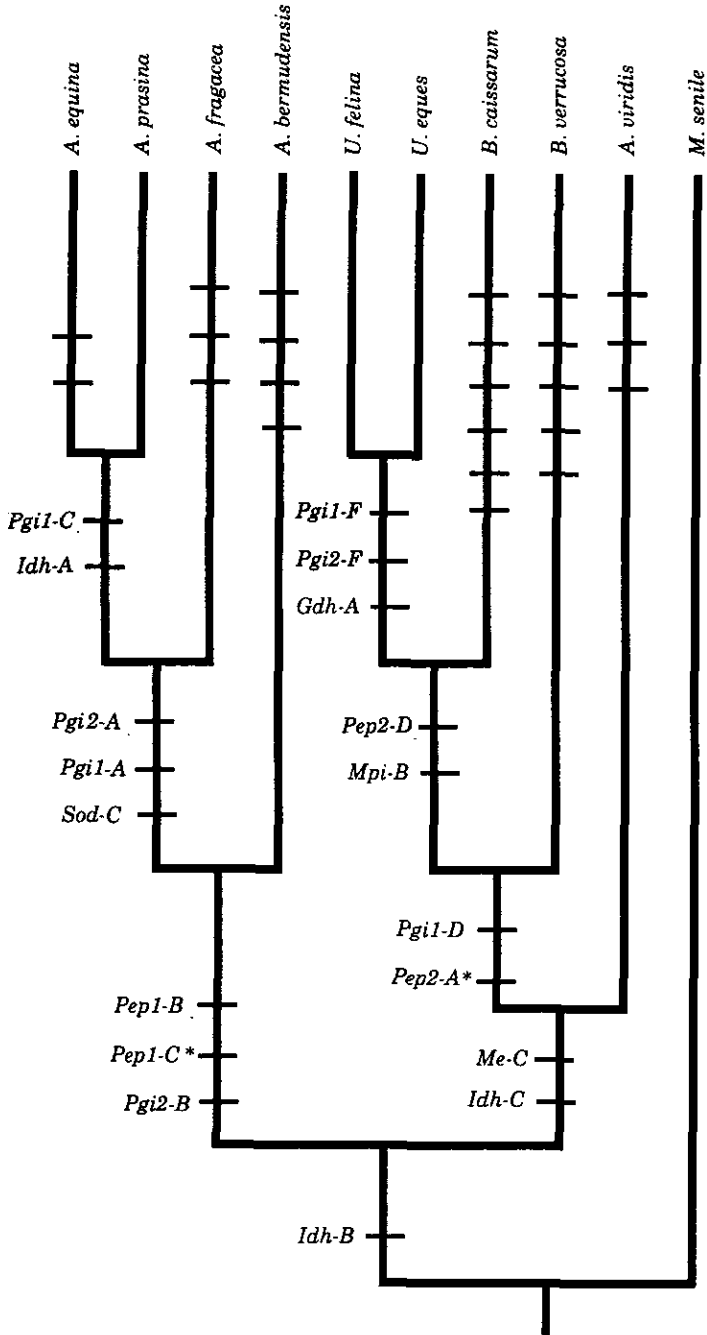 A. equina
A. prasina
A. fragacea
A. bermudensis
U. felina
U. eques
B. caissarum
B. verrucosa
A. viridis
M. senile
Pgi1-C
Idh-A
Pgi1-F
Pgi2-F
Gdh-A
Pgi2-A
Pgi1-A
Sod-C
Pep2-D
Mpi-B
Pgi1-D
Pep2-A*
Pep1-B
Pep1-C*
Pgi2-B
Me-C
Idh-C
Idh-B